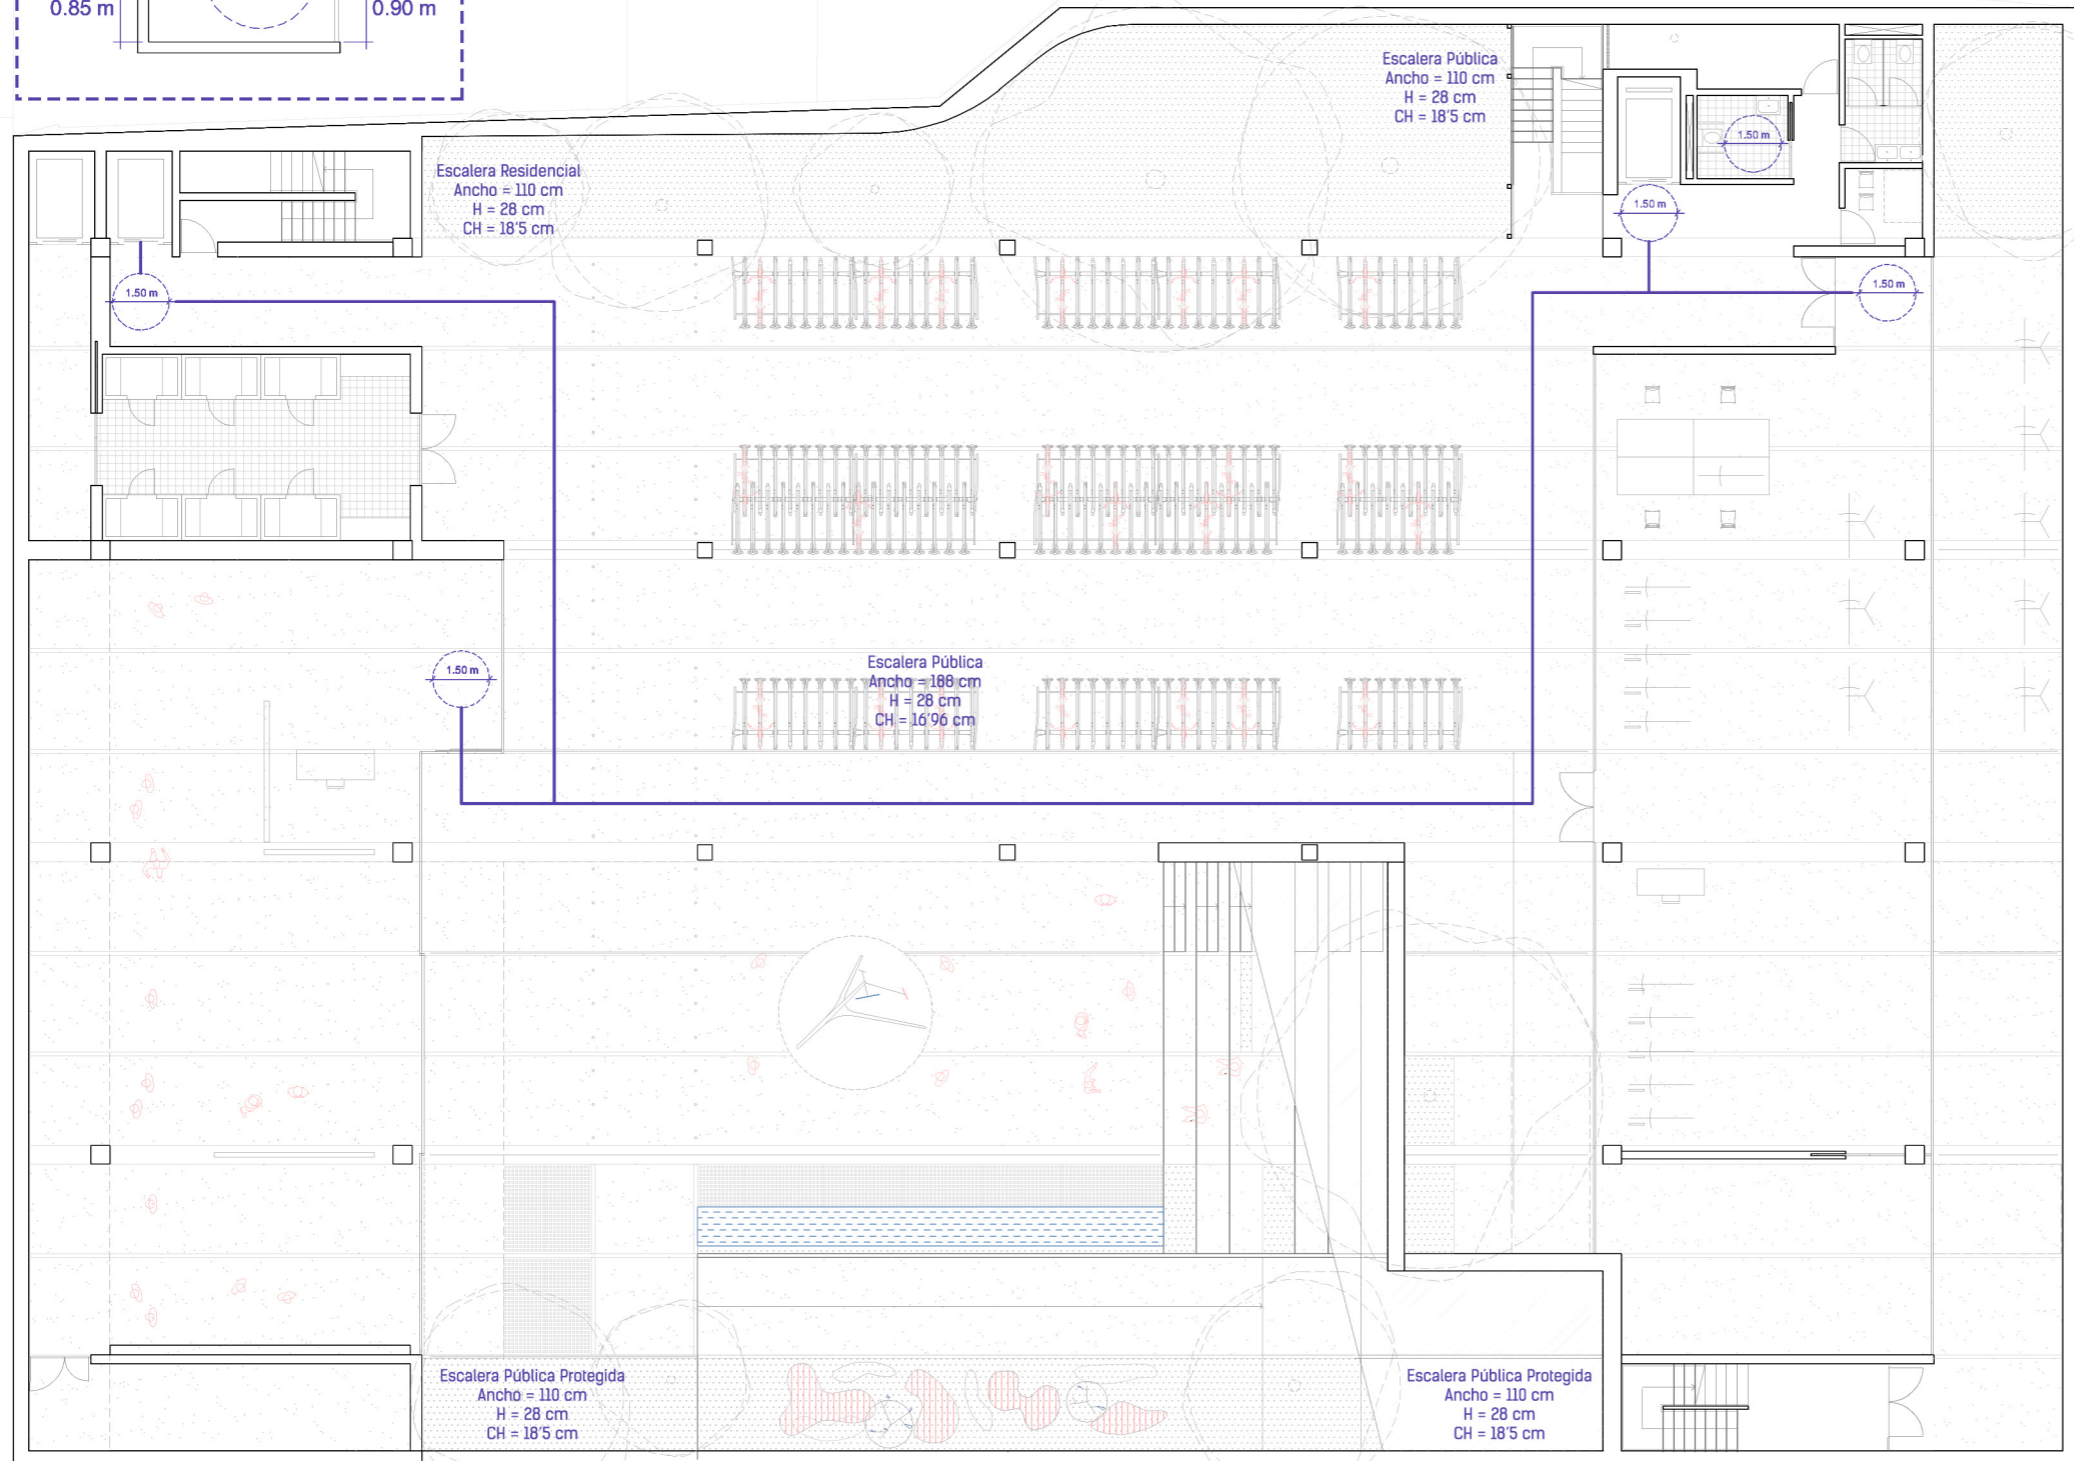 0.85 m
0.90 m
Escalera Pública
Ancho = 110 cm
H = 28 cm
CH = 18'5 cm
1.50 m
Escalera Residencial
Ancho = 110 cm
H = 28 cm
CH = 18'5 cm
1.50 m
1.50 m
1.50 m
1.50 m
Escalera Pública
Ancho = 188 cm
H = 28 cm
CH = 16'96 cm
Escalera Pública Protegida
Ancho = 110 cm
H = 28 cm
CH = 18'5 cm
Escalera Pública Protegida
Ancho = 110 cm
H = 28 cm
CH = 18'5 cm